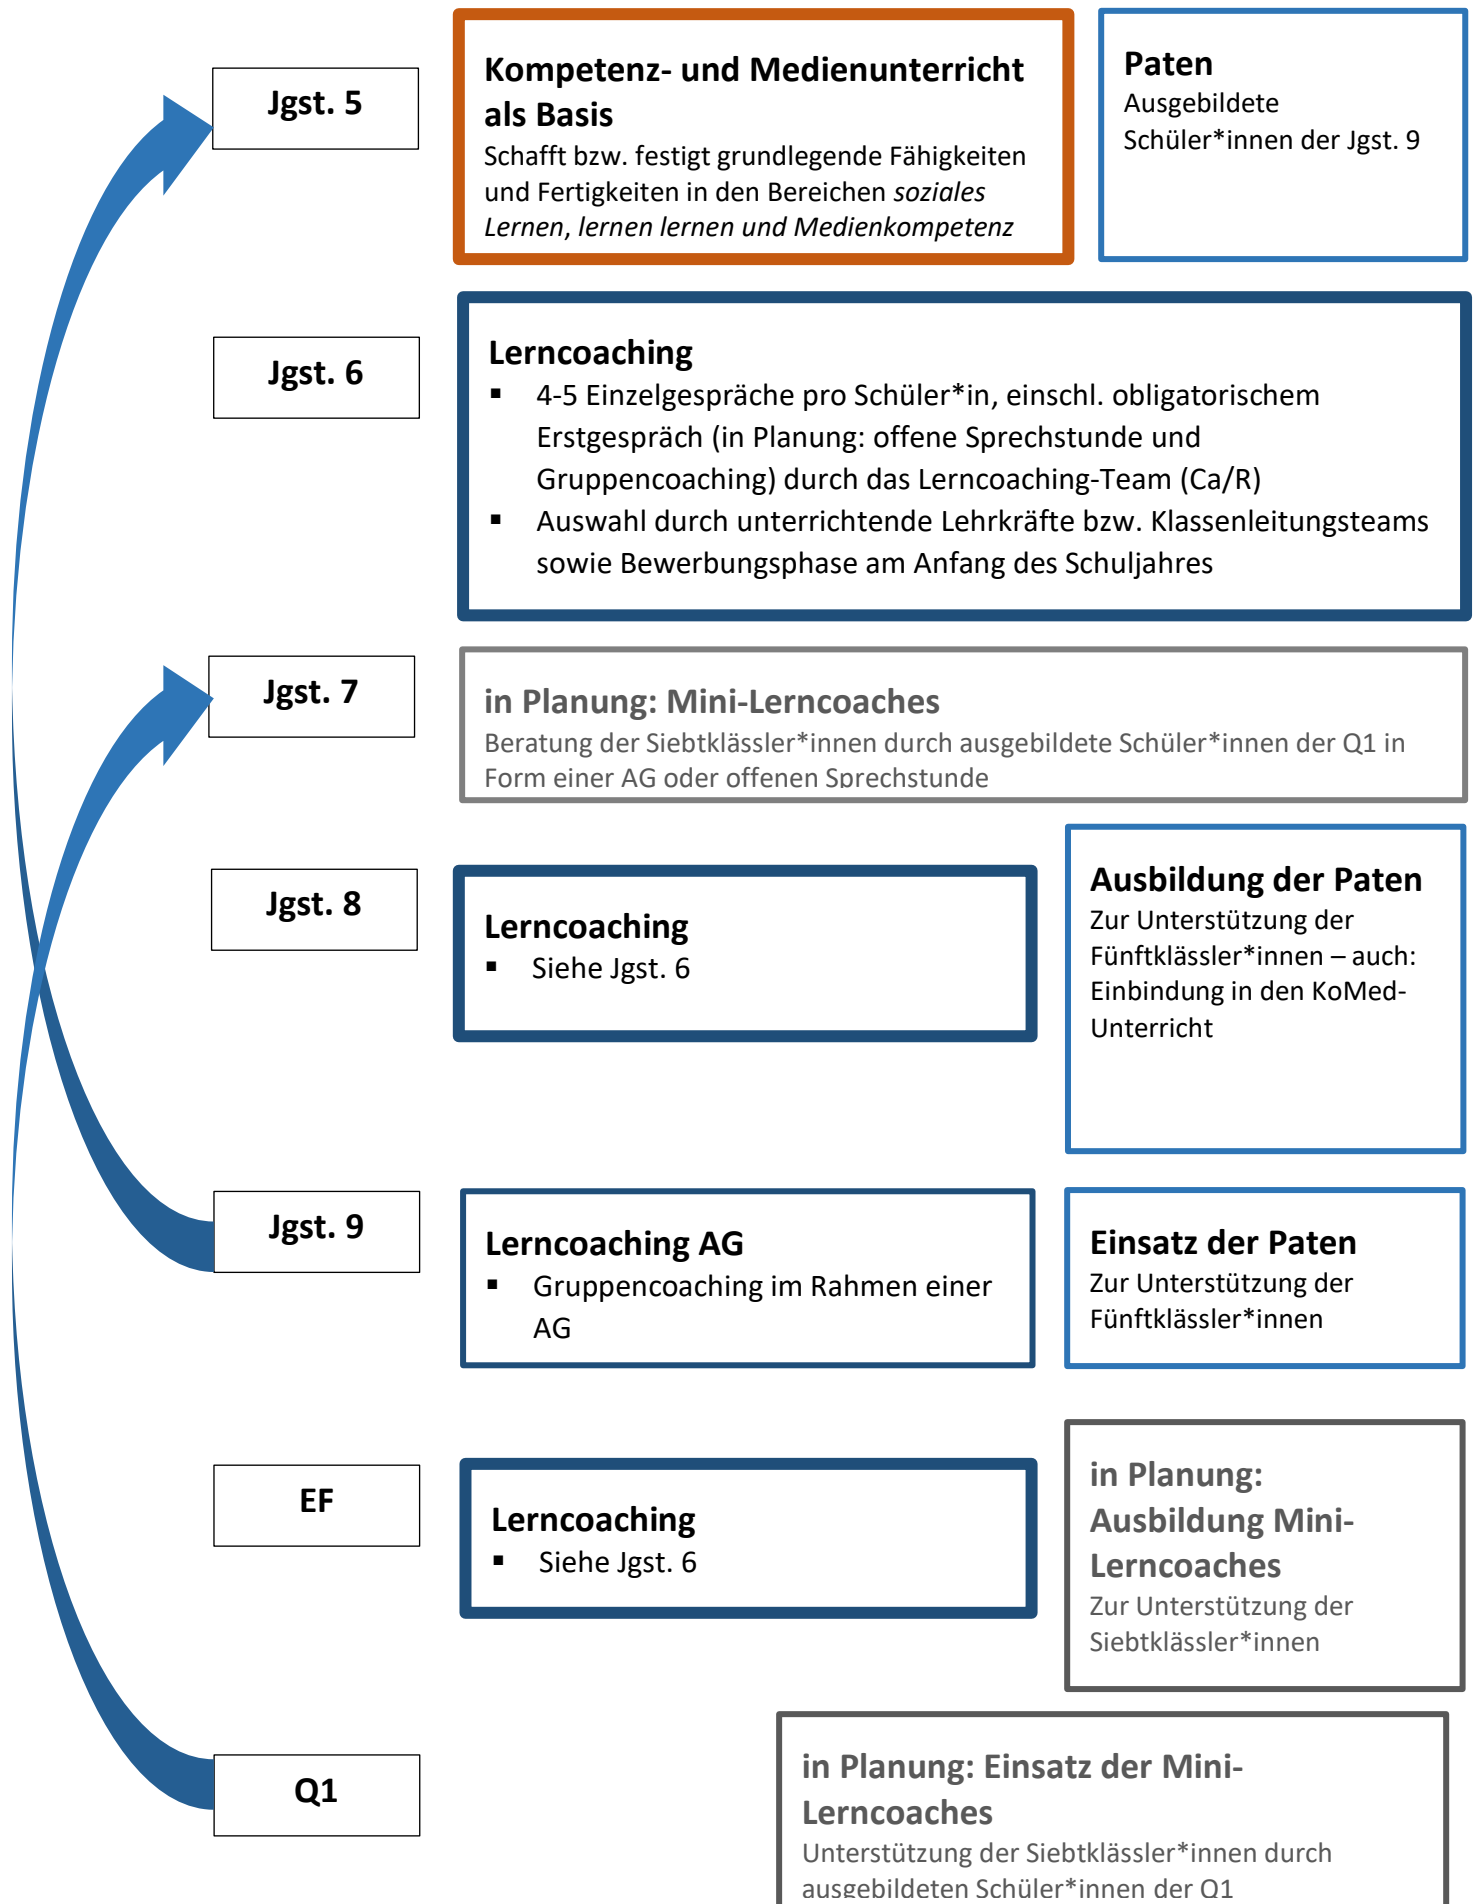 Jgst. 5
Kompetenz- und Medienunterricht
als Basis
Schafft bzw. festigt grundlegende Fähigkeiten
und Fertigkeiten in den Bereichen soziales
Lernen, lernen lernen und Medienkompetenz
Paten
Ausgebildete
Schüler*innen der Jgst. 9
Jgst. 6
Lerncoaching
▪ 4-5 Einzelgespräche pro Schüler*in, einschl. obligatorischem
Erstgespräch (in Planung: offene Sprechstunde und
Gruppencoaching) durch das Lerncoaching-Team (Ca/R)
▪ Auswahl durch unterrichtende Lehrkräfte bzw. Klassenleitungsteams
sowie Bewerbungsphase am Anfang des Schuljahres
Jgst. 7
in Planung: Mini-Lerncoaches
Beratung der Siebtklässler*innen durch ausgebildete Schüler*innen der Q1 in
Form einer AG oder offenen Sprechstunde
Jgst. 8
Lerncoaching
▪ Siehe Jgst. 6
Ausbildung der Paten
Zur Unterstützung der
Fünftklässler*innen – auch:
Einbindung in den KoMed-
Unterricht
Jgst. 9
Lerncoaching AG
▪ Gruppencoaching im Rahmen einer
AG
Einsatz der Paten
Zur Unterstützung der
Fünftklässler*innen
EF
Lerncoaching
▪ Siehe Jgst. 6
in Planung:
Ausbildung Mini-
Lerncoaches
Zur Unterstützung der
Siebtklässler*innen
Q1
in Planung: Einsatz der Mini-
Lerncoaches
Unterstützung der Siebtklässler*innen durch
ausgebildeten Schüler*innen der Q1